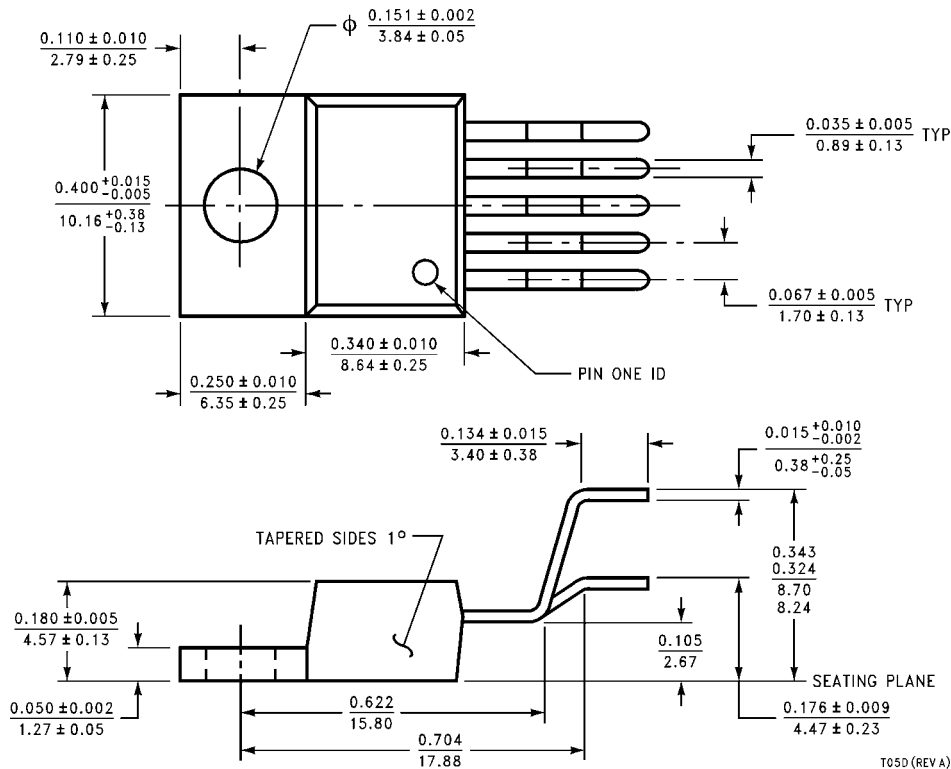 ϕ 0.151 ± 0.002
3.84 ± 0.05
0.110 ± 0.010
2.79 ± 0.25
0.035 ± 0.005
0.89 ± 0.13
TYP
0.400 +0.015 -0.005
10.16 +0.38 -0.13
0.067 ± 0.005
1.70 ± 0.13
TYP
0.340 ± 0.010
8.64 ± 0.25
PIN ONE ID
0.250 ± 0.010
6.35 ± 0.25
0.134 ± 0.015
3.40 ± 0.38
0.015 +0.010 -0.002
0.38 +0.25 -0.05
TAPERED SIDES 1°
0.343
0.324
8.70
8.24
0.180 ± 0.005
4.57 ± 0.13
0.105
2.67
SEATING PLANE
0.050 ± 0.002
1.27 ± 0.05
0.622
15.80
0.176 ± 0.009
4.47 ± 0.23
0.704
17.88
T05D (REV A)